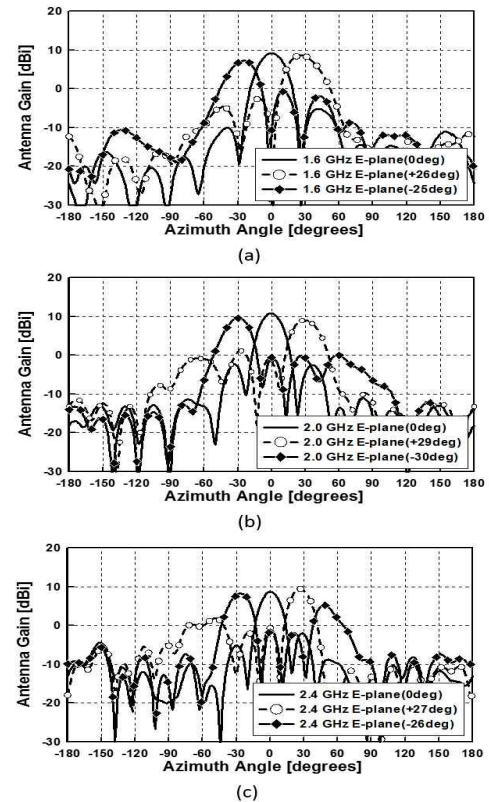 20
10
0
-10
-20
-30
Antenna Gain [dBi]
1.6 GHz E-plane(0deg)
1.6 GHz E-plane(+26deg)
1.6 GHz E-plane(-25deg)
-180 -150 -120 -90 -60 -30 0 30 60 90 120 150 180
Azimuth Angle [degrees]
(a)
20
10
0
-10
-20
-30
Antenna Gain [dBi]
2.0 GHz E-plane(0deg)
2.0 GHz E-plane(+29deg)
2.0 GHz E-plane(-30deg)
-180 -150 -120 -90 -60 -30 0 30 60 90 120 150 180
Azimuth Angle [degrees]
(b)
20
10
0
-10
-20
-30
Antenna Gain [dBi]
2.4 GHz E-plane(0deg)
2.4 GHz E-plane(+27deg)
2.4 GHz E-plane(-26deg)
-180 -150 -120 -90 -60 -30 0 30 60 90 120 150 180
Azimuth Angle [degrees]
(c)